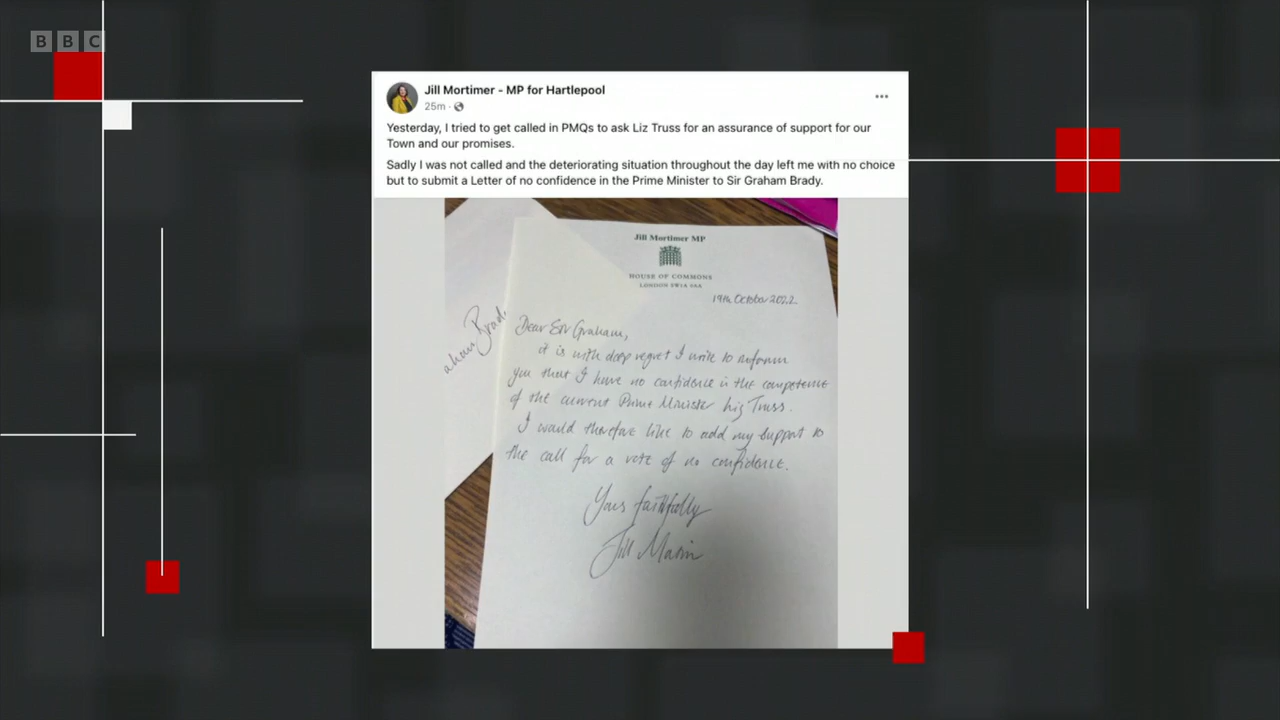 BBC
Jill Mortimer - MP for Hartlepool
25m ·
Yesterday, I tried to get called in PMQs to ask Liz Truss for an assurance of support for our
Town and our promises.
Sadly I was not called and the deteriorating situation throughout the day left me with no choice
but to submit a Letter of no confidence in the Prime Minister to Sir Graham Brady.
Jill Mortimer MP
HOUSE OF COMMONS
LONDON SW1A 0AA
19th October 2022
Dear Sir Graham,
it is with deep regret I write to inform
you that I have no confidence in the competence
of the current Prime Minister Liz Truss.
I would therefore like to add my support to
the call for a vote of no confidence.
Yours faithfully
Jill